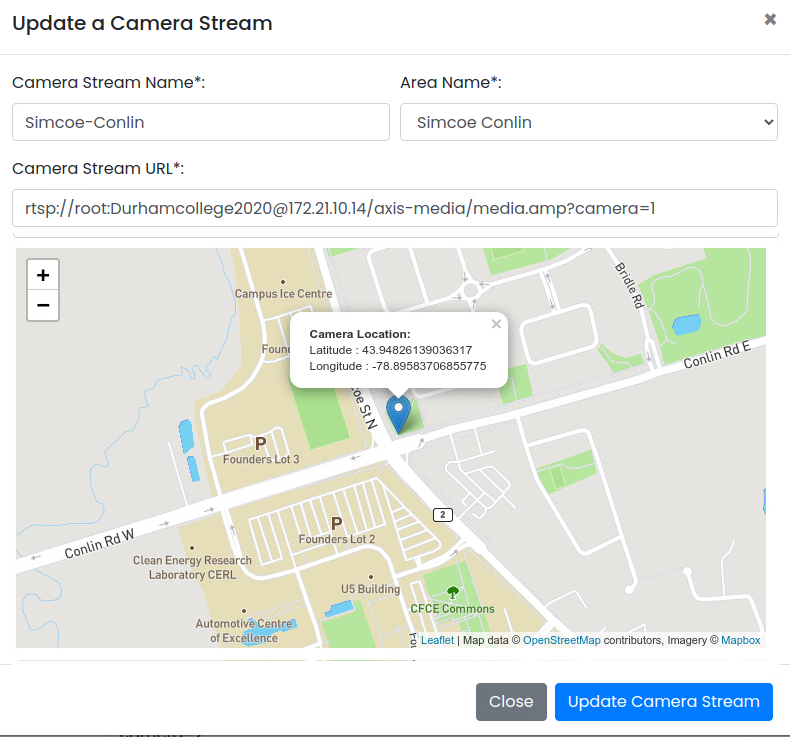 Update a Camera Stream
×
Camera Stream Name*:
Area Name*:
Simcoe-Conlin
Simcoe Conlin
Camera Stream URL*:
rtsp://root:Durhamcollege2020@172.21.10.14/axis-media/media.amp?camera=1
+
−
Campus Ice Centre
Bridle Rd
×
Camera Location:
Latitude : 43.94826139036317
Longitude : -78.89583706855775
Conlin Rd E
St N
P
Founders Lot 3
2
P
Founders Lot 2
Conlin Rd W
Clean Energy Research
Laboratory CERL
U5 Building
CFCE Commons
Automotive Centre
of Excellence
Leaflet | Map data © OpenStreetMap contributors, Imagery © Mapbox
Close
Update Camera Stream